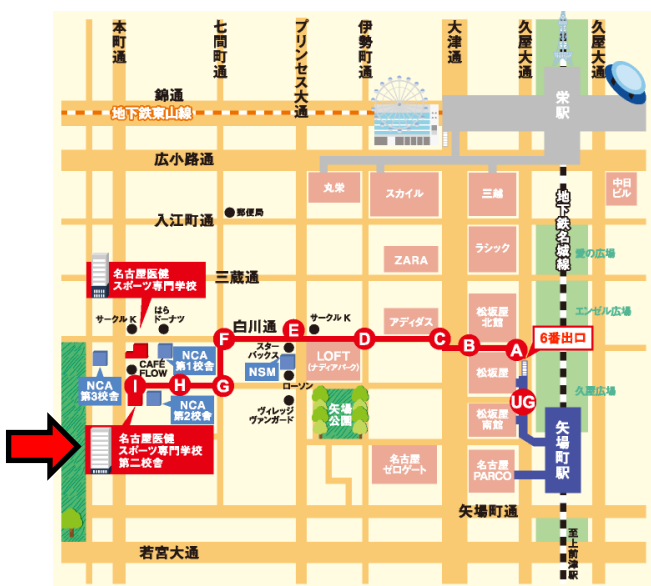 本町通
七間町通
プリンセス大通
伊勢町通
大津通
久屋大通
久屋大通
錦通
地下鉄東山線
栄駅
広小路通
丸栄
スカイル
三越
中日
ビル
入江町通
郵便局
地下鉄名城線
ZARA
ラシック
愛の広場
名古屋医健
スポーツ専門学校
三蔵通
サークルK
はら
ドーナツ
白川通
サークルK
アディダス
松坂屋
北館
エンゼル広場
6番出口
F
E
D
C
B
A
NCA
第1校舎
スター
バックス
LOFT
(ナディアパーク)
松坂屋
CAFÉ
FLOW
NSM
NCA
第3校舎
I
H
G
ローソン
久屋広場
UG
NCA
第2校舎
ヴィレッジ
ヴァンガード
矢場
公園
松坂屋
南館
矢場町駅
名古屋医健
スポーツ専門学校
第二校舎
名古屋
ゼロゲート
名古屋
PARCO
矢場町通
若宮大通
至上前津駅